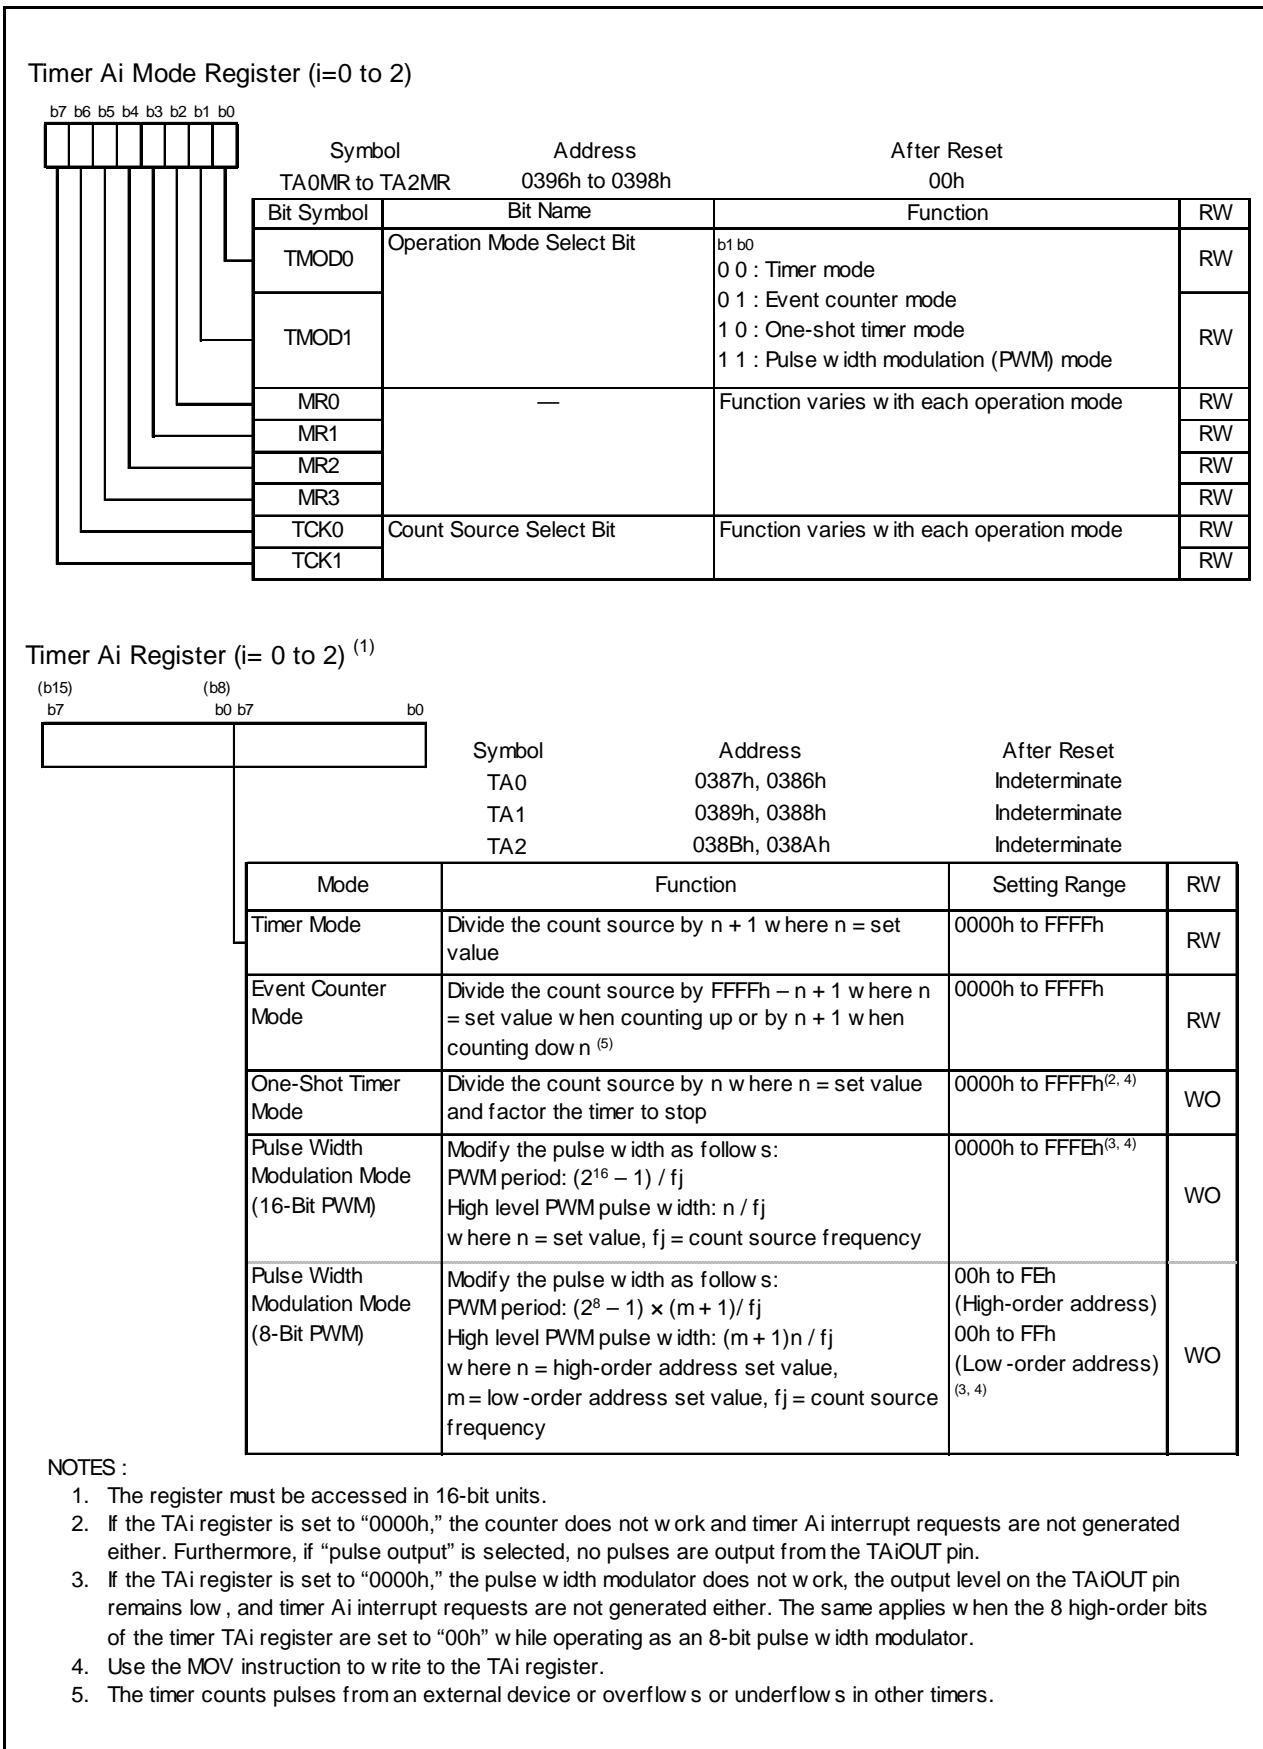 Timer Ai Mode Register (i=0 to 2)
b7 b6 b5 b4 b3 b2 b1 b0
Symbol Address After Reset
TA0MR to TA2MR 0396h to 0398h 00h
Bit Symbol Bit Name Function RW
TMOD0 Operation Mode Select Bit b1 b0 RW
0 0 : Timer mode
0 1 : Event counter mode
TMOD1 1 0 : One-shot timer mode RW
1 1 : Pulse width modulation (PWM) mode
MR0 — Function varies with each operation mode RW
MR1 RW
MR2 RW
MR3 RW
TCK0 Count Source Select Bit Function varies with each operation mode RW
TCK1 RW
Timer Ai Register (i= 0 to 2) (1)
(b15) (b8)
b7 b0 b7 b0
Symbol Address After Reset
TA0 0387h, 0386h Indeterminate
TA1 0389h, 0388h Indeterminate
TA2 038Bh, 038Ah Indeterminate
Mode Function Setting Range RW
Timer Mode Divide the count source by n + 1 where n = set 0000h to FFFFh RW
value
Event Counter Divide the count source by FFFFh – n + 1 where n 0000h to FFFFh
Mode = set value when counting up or by n + 1 when RW
counting down (5)
One-Shot Timer Divide the count source by n where n = set value 0000h to FFFFh(2, 4) WO
Mode and factor the timer to stop
Pulse Width Modify the pulse width as follows: 0000h to FFFEh(3, 4)
Modulation Mode PWM period: (2¹⁶ – 1) / fj WO
(16-Bit PWM) High level PWM pulse width: n / fj
where n = set value, fj = count source frequency
Pulse Width Modify the pulse width as follows: 00h to FEh
Modulation Mode PWM period: (2⁸ – 1) × (m + 1)/ fj (High-order address)
(8-Bit PWM) High level PWM pulse width: (m + 1)n / fj 00h to FFh
where n = high-order address set value, (Low-order address) WO
m = low-order address set value, fj = count source (3, 4)
frequency
NOTES :
1. The register must be accessed in 16-bit units.
2. If the TAi register is set to “0000h,” the counter does not work and timer Ai interrupt requests are not generated
either. Furthermore, if “pulse output” is selected, no pulses are output from the TAiOUT pin.
3. If the TAi register is set to “0000h,” the pulse width modulator does not work, the output level on the TAiOUT pin
remains low, and timer Ai interrupt requests are not generated either. The same applies when the 8 high-order bits
of the timer TAi register are set to “00h” while operating as an 8-bit pulse width modulator.
4. Use the MOV instruction to write to the TAi register.
5. The timer counts pulses from an external device or overflows or underflows in other timers.